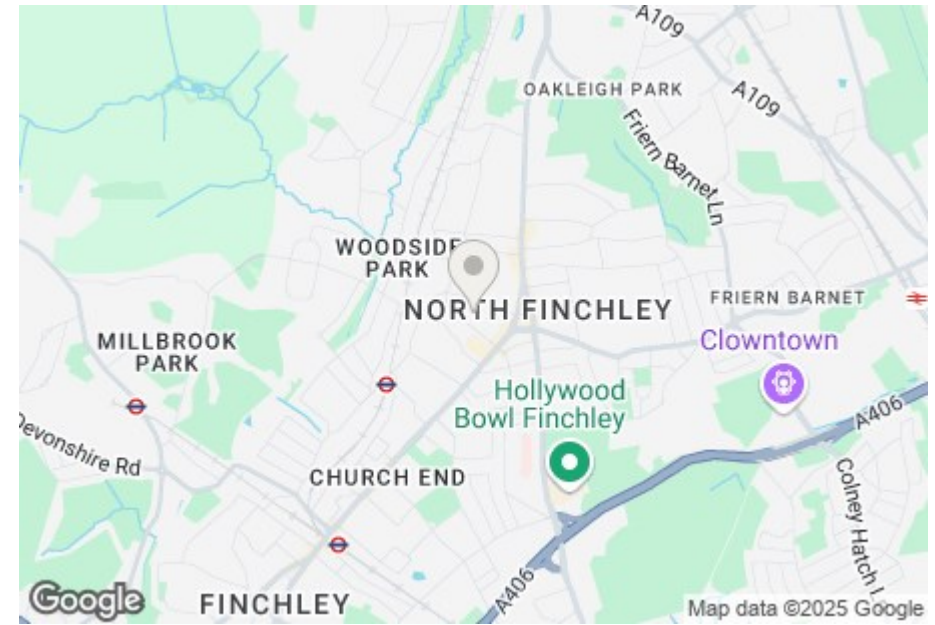 A109
OAKLEIGH PARK
A109
Friern Barnet Ln
WOODSIDE
PARK
NORTH FINCHLEY
FRIERN BARNET
MILLBROOK
PARK
Clowntown
Hollywood
Bowl Finchley
A406
Devonshire Rd
CHURCH END
Colney Hatch L
A406
FINCHLEY
Google
Map data ©2025 Google